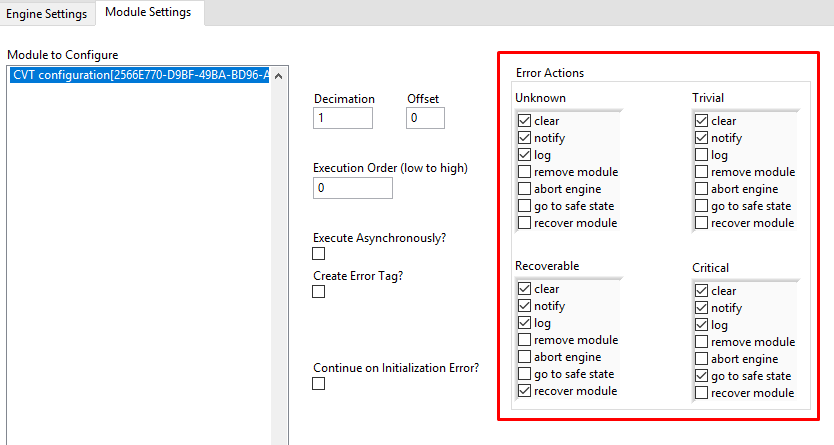 Engine Settings
Module Settings
Module to Configure
CVT configuration[2566E770-D9BF-49BA-BD96-A
Decimation
1
Offset
0
Execution Order (low to high)
0
Execute Asynchronously?
Create Error Tag?
Continue on Initialization Error?
Error Actions
Unknown
clear
notify
log
remove module
abort engine
go to safe state
recover module
Trivial
clear
notify
log
remove module
abort engine
go to safe state
recover module
Recoverable
clear
notify
log
remove module
abort engine
go to safe state
recover module
Critical
clear
notify
log
remove module
abort engine
go to safe state
recover module